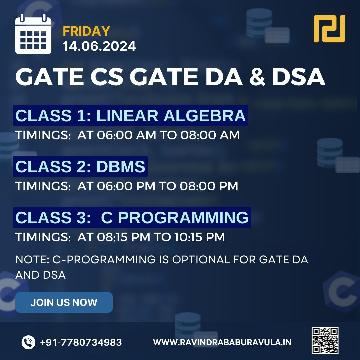 FRIDAY
14.06.2024
GATE CS GATE DA & DSA
CLASS 1: LINEAR ALGEBRA
TIMINGS: AT 06:00 AM TO 08:00 AM
CLASS 2: DBMS
TIMINGS: AT 06:00 PM TO 08:00 PM
CLASS 3: C PROGRAMMING
TIMINGS: AT 08:15 PM TO 10:15 PM
NOTE: C-PROGRAMMING IS OPTIONAL FOR GATE DA
AND DSA
JOIN US NOW
+91-7780734983 WWW.RAVINDRABABURAVULA.IN